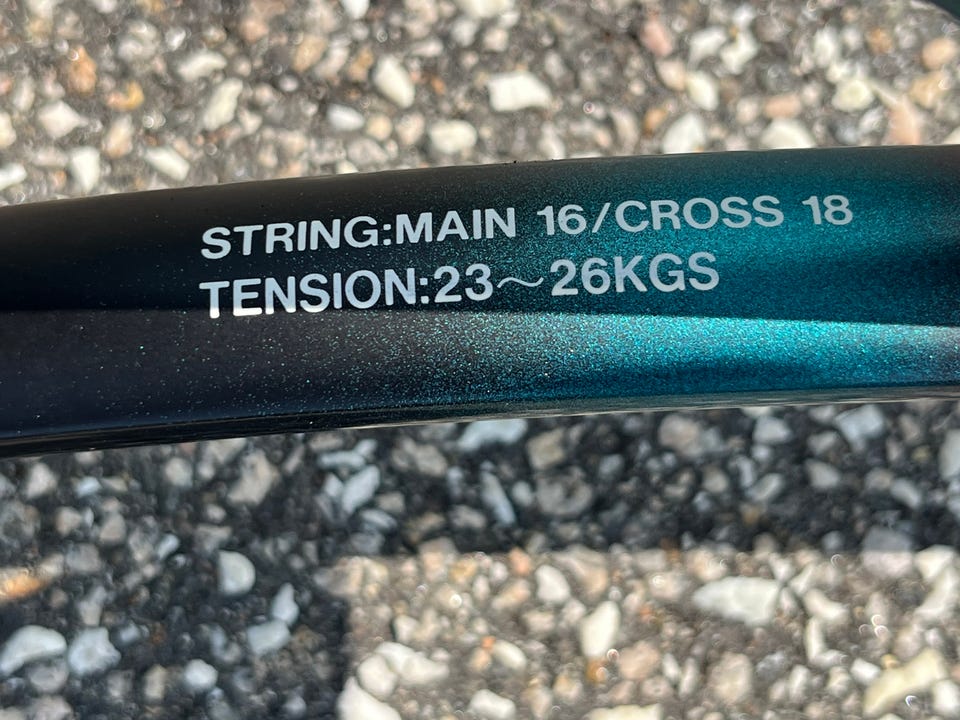 STRING:MAIN 16/CROSS 18
TENSION:23～26KGS